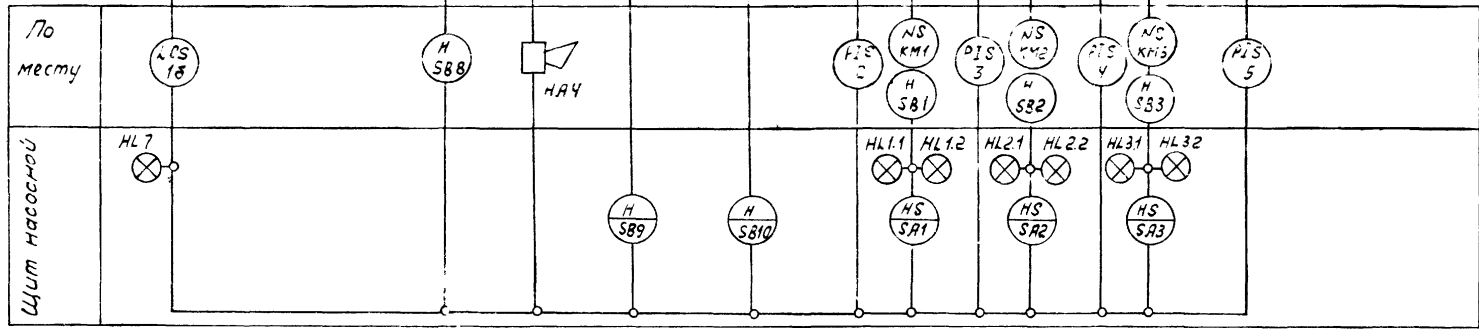 По
месту
LCS
1б
H
SB8
HA4
PIS
2
NS
KM1
H
SB1
PIS
3
NS
KM2
H
SB2
PIS
4
NS
KM3
H
SB3
PIS
5
Щит насосной
HL7
H
SB9
H
SB10
HL1.1 HL1.2
HS
SA1
HL2.1 HL2.2
HS
SA2
HL3.1 HL3.2
HS
SA3